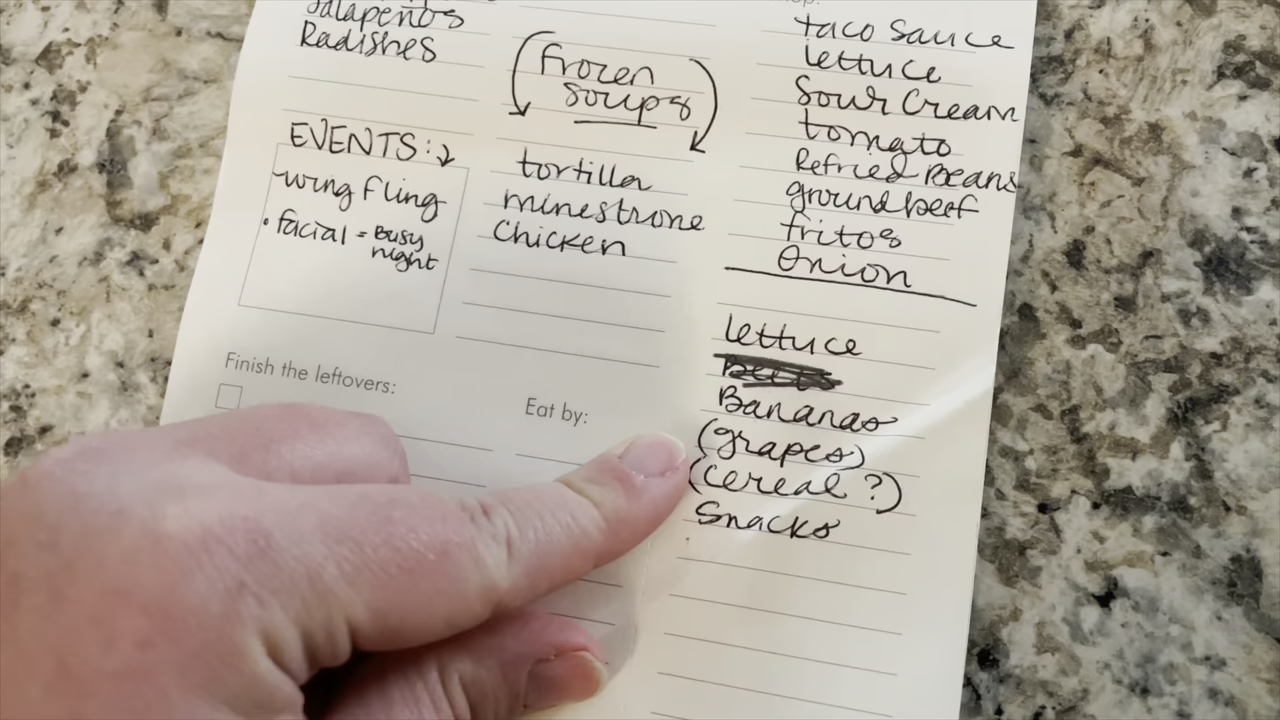 Jalapeños
Radishes
EVENTS:
-wing fling
• facial = Busy
night
Finish the leftovers:
Frozen
soups
tortilla
minestrone
Chicken
Eat by:
taco sauce
lettuce
Sour Cream
tomato
Refried Beans
ground beef
fritos
Onion
lettuce
Bananas
(grapes)
(cereal ?)
Snacks